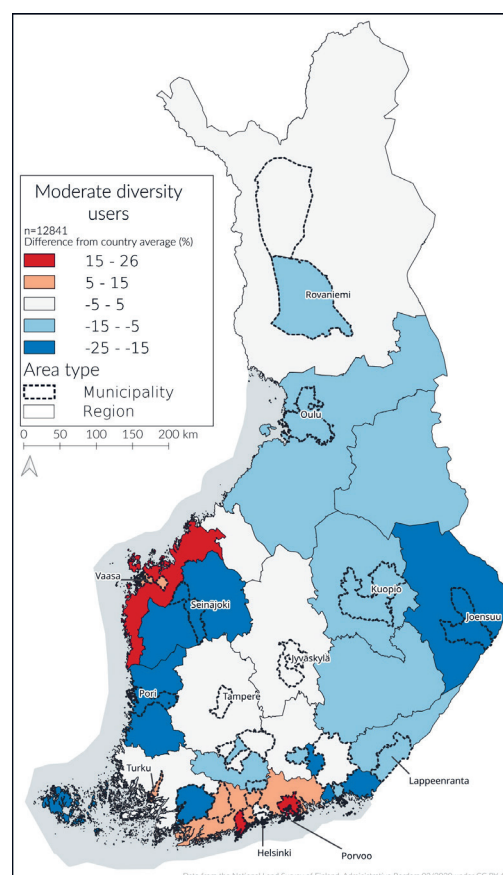 Moderate diversity
users
n=12841
Difference from country average (%)
15 - 26
5 - 15
-5 - 5
-15 - -5
-25 - -15
Area type
Municipality
Region
0 50 100 150 200 km
Rovaniemi
Oulu
Vaasa
Seinäjoki
Kuopio
Joensuu
Jyväskylä
Pori
Tampere
Turku
Lappeenranta
Helsinki
Porvoo